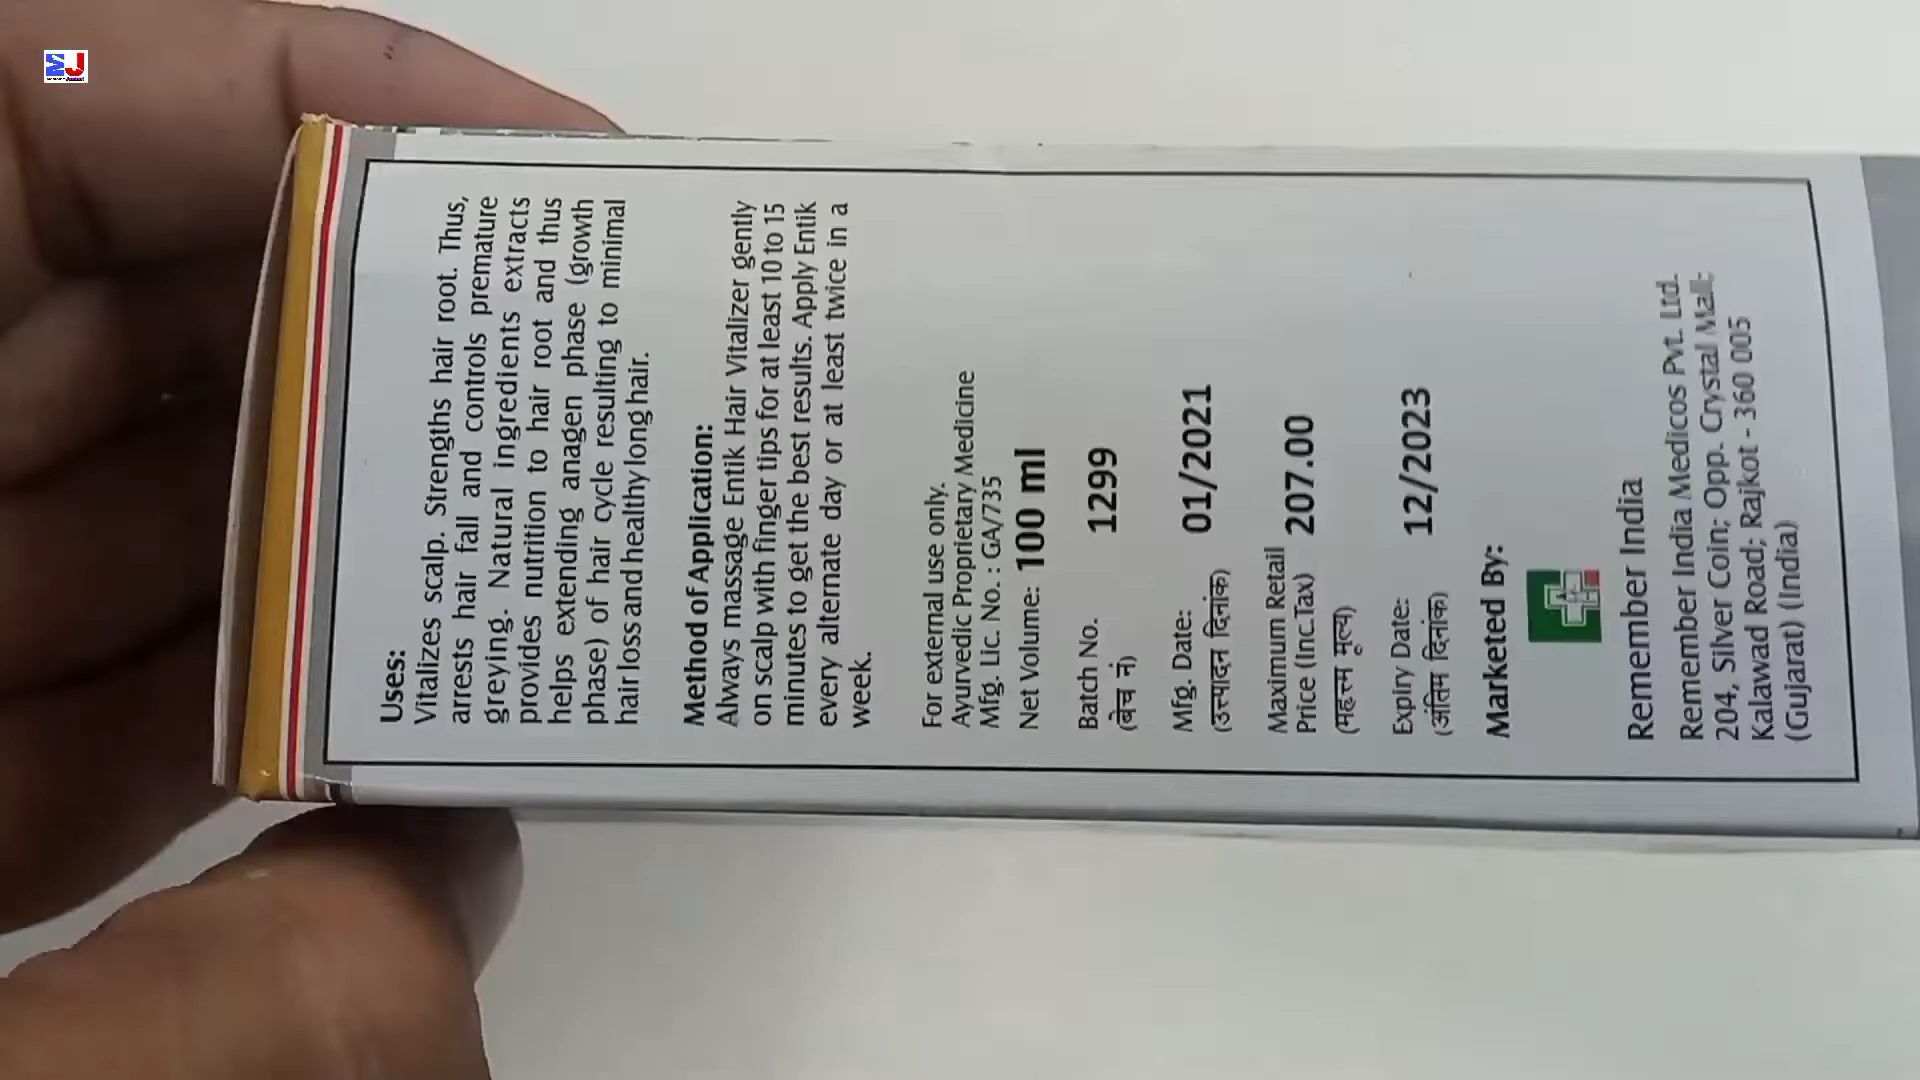 Uses:
Vitalizes scalp. Strengths hair root. Thus,
arrests hair fall and controls premature
greying. Natural ingredients extracts
provides nutrition to hair root and thus
helps extending anagen phase (growth
phase) of hair cycle resulting to minimal
hair loss and healthy long hair.
Method of Application:
Always massage Entik Hair Vitalizer gently
on scalp with finger tips for at least 10 to 15
minutes to get the best results. Apply Entik
every alternate day or at least twice in a
week.
For external use only.
Ayurvedic Proprietary Medicine
Mfg. Lic. No. : GA/735
Net Volume: 100 ml
Batch No. 1299
(बेच नं)
Mfg. Date: 01/2021
(उत्पादन दिनांक)
Maximum Retail
Price (Inc.Tax) 207.00
(महत्तम मूल्य)
Expiry Date: 12/2023
(अंतिम दिनांक)
Marketed By:
Remember India
Remember India Medicos Pvt. Ltd.
204, Silver Coin; Opp. Crystal Mall;
Kalawad Road; Rajkot - 360 005
(Gujarat) (India)
MJ